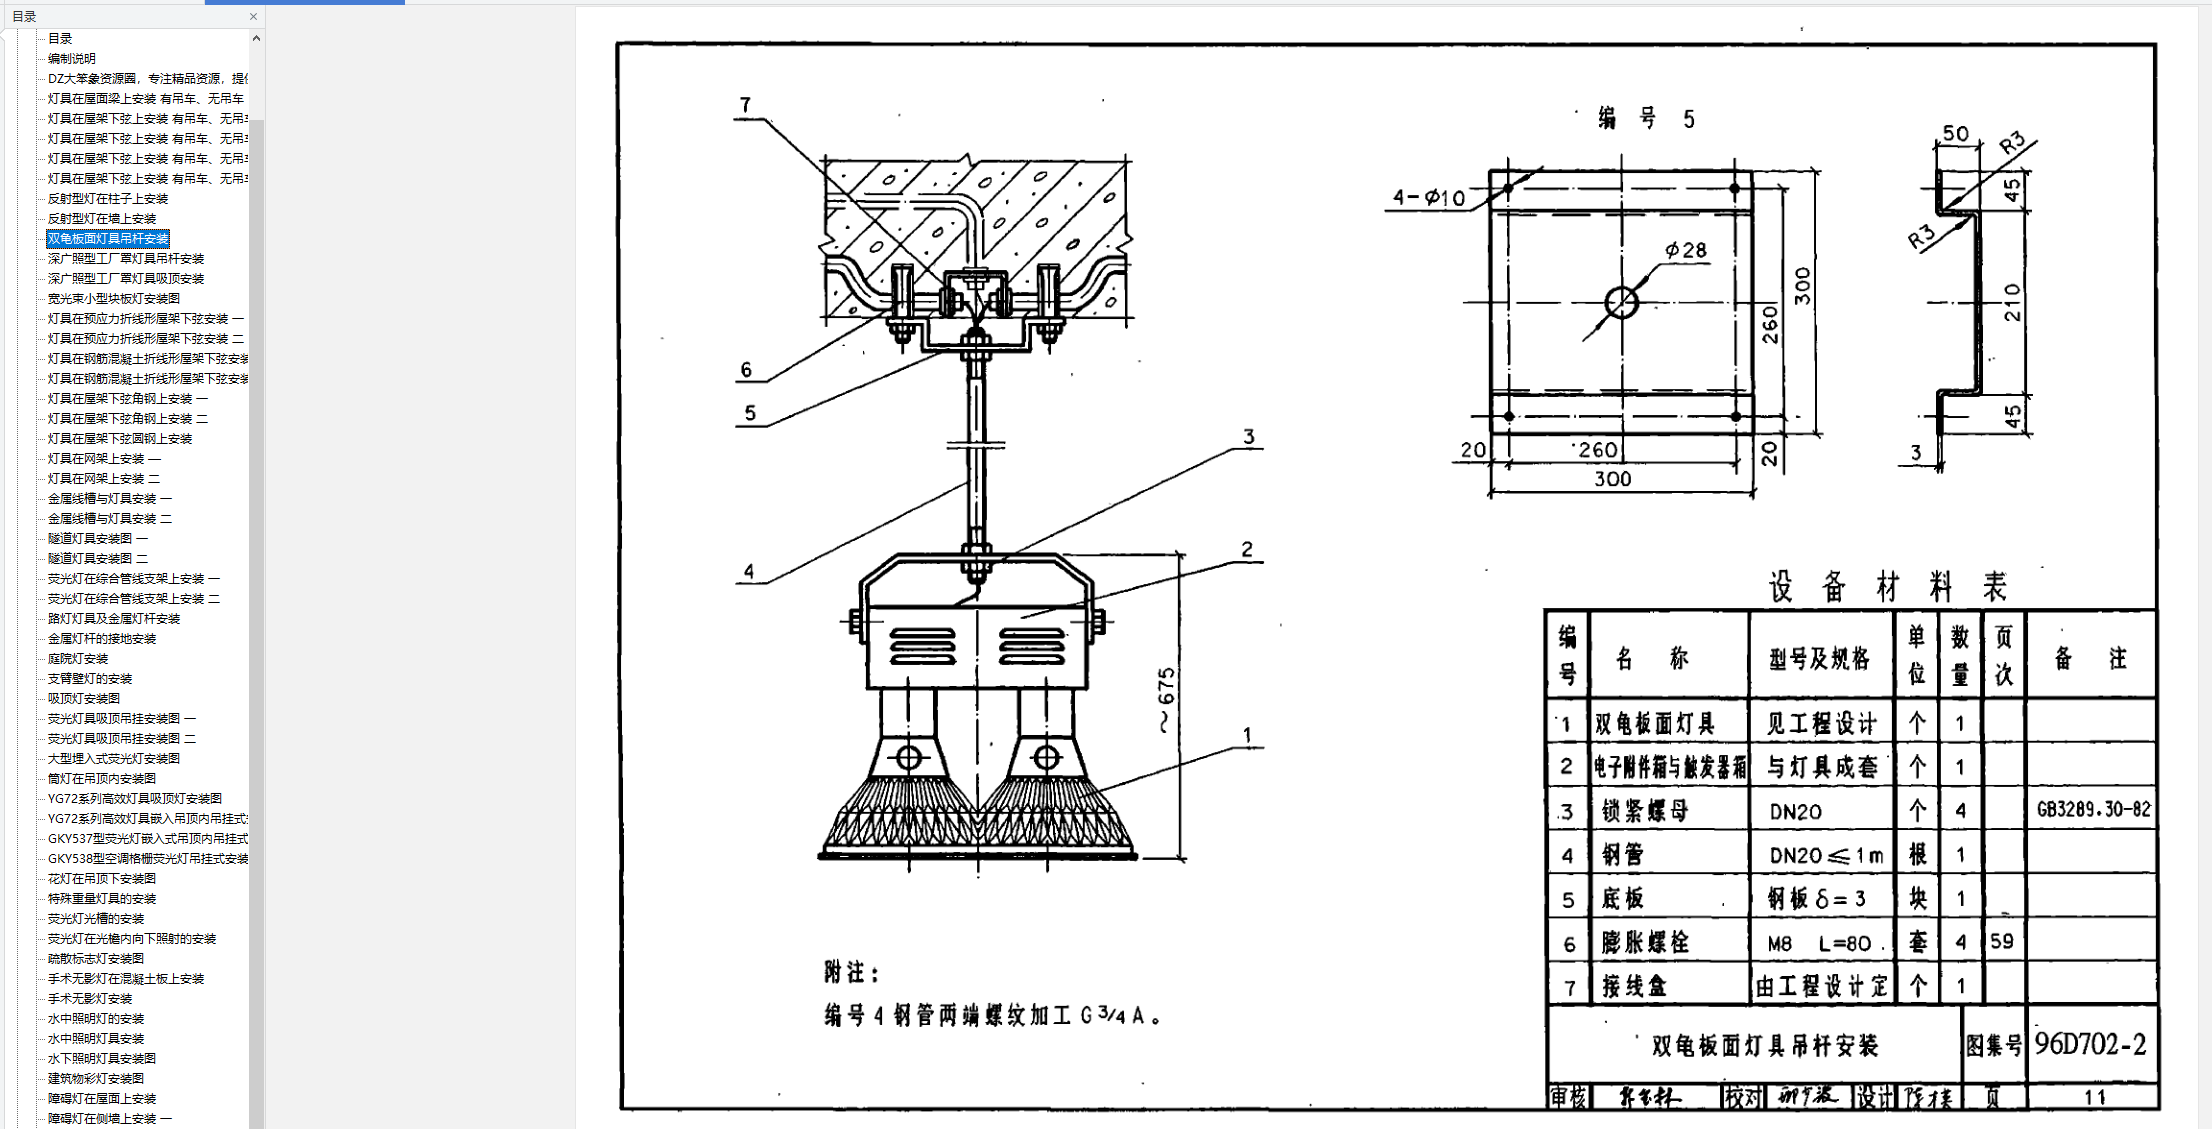 目录
目录
编制说明
DZ大笨象资源圈，专注精品资源，提供
灯具在屋面梁上安装 有吊车、无吊车
灯具在屋架下弦上安装 有吊车、无吊车
灯具在屋架下弦上安装 有吊车、无吊车
灯具在屋架下弦上安装 有吊车、无吊车
灯具在屋架下弦上安装 有吊车、无吊车
反射型灯在柱子上安装
反射型灯在墙上安装
双龟板面灯具吊杆安装
深广照型工厂罩灯具吊杆安装
深广照型工厂罩灯具吸顶安装
宽光束小型块板灯安装图
灯具在预应力折线形屋架下弦安装 一
灯具在预应力折线形屋架下弦安装 二
灯具在钢筋混凝土折线形屋架下弦安装
灯具在钢筋混凝土折线形屋架下弦安装
灯具在屋架下弦角钢上安装 一
灯具在屋架下弦角钢上安装 二
灯具在屋架下弦圆钢上安装
灯具在网架上安装 一
灯具在网架上安装 二
金属线槽与灯具安装 一
金属线槽与灯具安装 二
隧道灯具安装图 一
隧道灯具安装图 二
荧光灯在综合管线支架上安装 一
荧光灯在综合管线支架上安装 二
路灯灯具及金属灯杆安装
金属灯杆的接地安装
庭院灯安装
支臂壁灯的安装
吸顶灯安装图
荧光灯具吸顶吊挂安装图 一
荧光灯具吸顶吊挂安装图 二
大型埋入式荧光灯安装图
筒灯在吊顶内安装图
YG72系列高效灯具吸顶灯安装图
YG72系列高效灯具嵌入吊顶内吊挂式
GKY537型荧光灯嵌入式吊顶内吊挂式
GKY538型空调格栅荧光灯吊挂式安装
花灯在吊顶下安装图
特殊重量灯具的安装
荧光灯光槽的安装
荧光灯在光檐内向下照射的安装
疏散标志灯安装图
手术无影灯在混凝土板上安装
手术无影灯安装
水中照明灯的安装
水中照明灯具安装
水下照明灯具安装图
建筑物彩灯安装图
障碍灯在屋面上安装
障碍灯在侧墙上安装 一
7
6
5
3
4
2
~675
1
编号 5
4-Φ10
Φ28
300
260
20
260
20
300
50
R3
45
R3
210
45
3
设备材料表
编号 名称 型号及规格 单位 数量 页次 备注
1 双龟板面灯具 见工程设计 个 1
2 电子附件箱与触发器箱 与灯具成套 个 1
3 锁紧螺母 DN20 个 4 GB3289.30-82
4 钢管 DN20≤1m 根 1
5 底板 钢板δ=3 块 1
6 膨胀螺栓 M8 L=80 套 4 59
7 接线盒 由工程设计定 个 1
附注：
编号4钢管两端螺纹加工G3/4A。
双龟板面灯具吊杆安装 图集号 96D702-2
审核 校对 设计 页 11